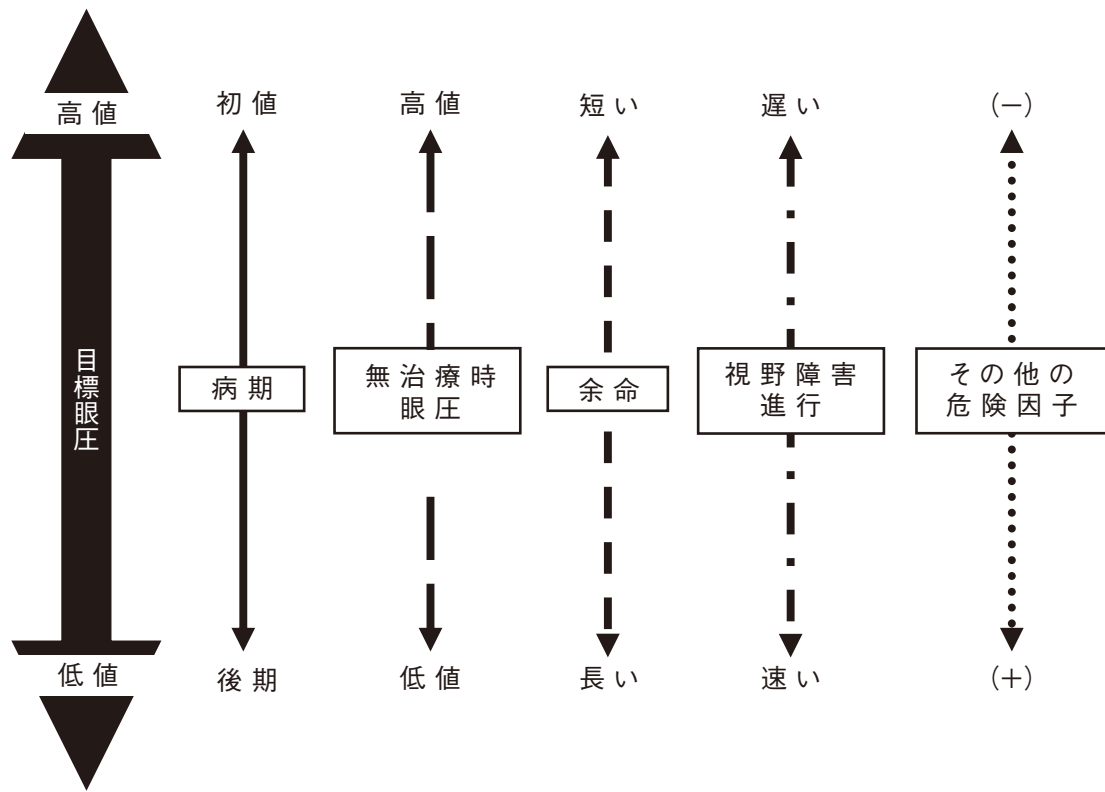 高値
初値
高値
短い
遅い
(−)
目標眼圧
病期
無治療時
眼圧
余命
視野障害
進行
その他の
危険因子
低値
後期
低値
長い
速い
(+)